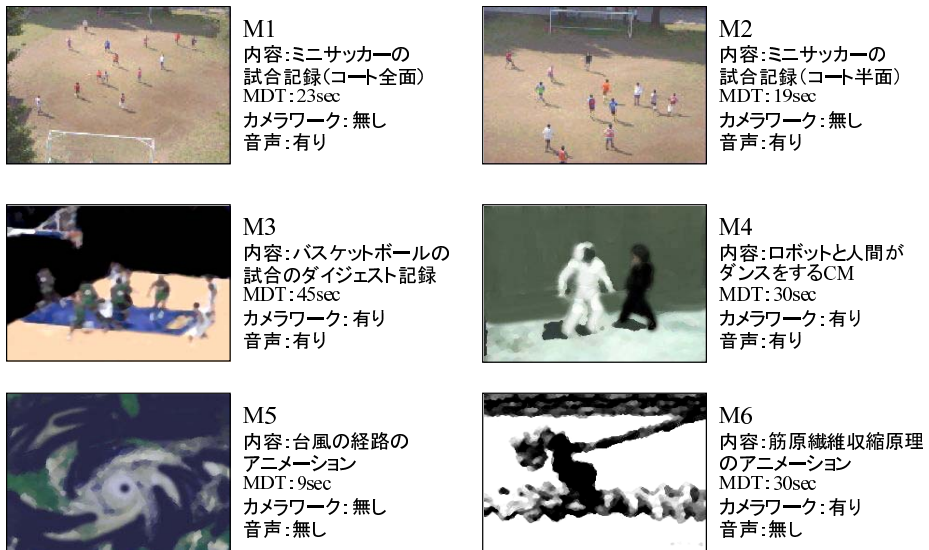 M1
内容:ミニサッカーの
試合記録(コート全面)
MDT:23sec
カメラワーク:無し
音声:有り
M2
内容:ミニサッカーの
試合記録(コート半面)
MDT:19sec
カメラワーク:無し
音声:有り
M3
内容:バスケットボールの
試合のダイジェスト記録
MDT:45sec
カメラワーク:有り
音声:有り
M4
内容:ロボットと人間が
ダンスをするCM
MDT:30sec
カメラワーク:有り
音声:有り
M5
内容:台風の経路の
アニメーション
MDT:9sec
カメラワーク:無し
音声:無し
M6
内容:筋原繊維収縮原理
のアニメーション
MDT:30sec
カメラワーク:有り
音声:無し